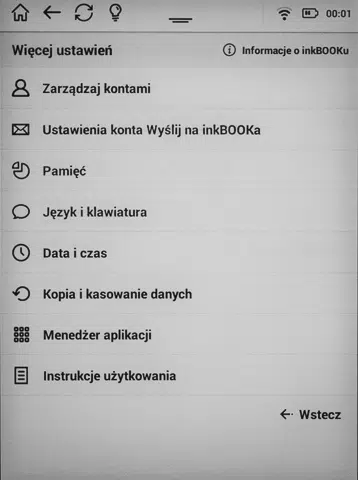 00:01
Więcej ustawień
Informacje o inkBOOKu
Zarządzaj kontami
Ustawienia konta Wyślij na inkBOOKa
Pamięć
Język i klawiatura
Data i czas
Kopia i kasowanie danych
Menedżer aplikacji
Instrukcje użytkowania
Wstecz